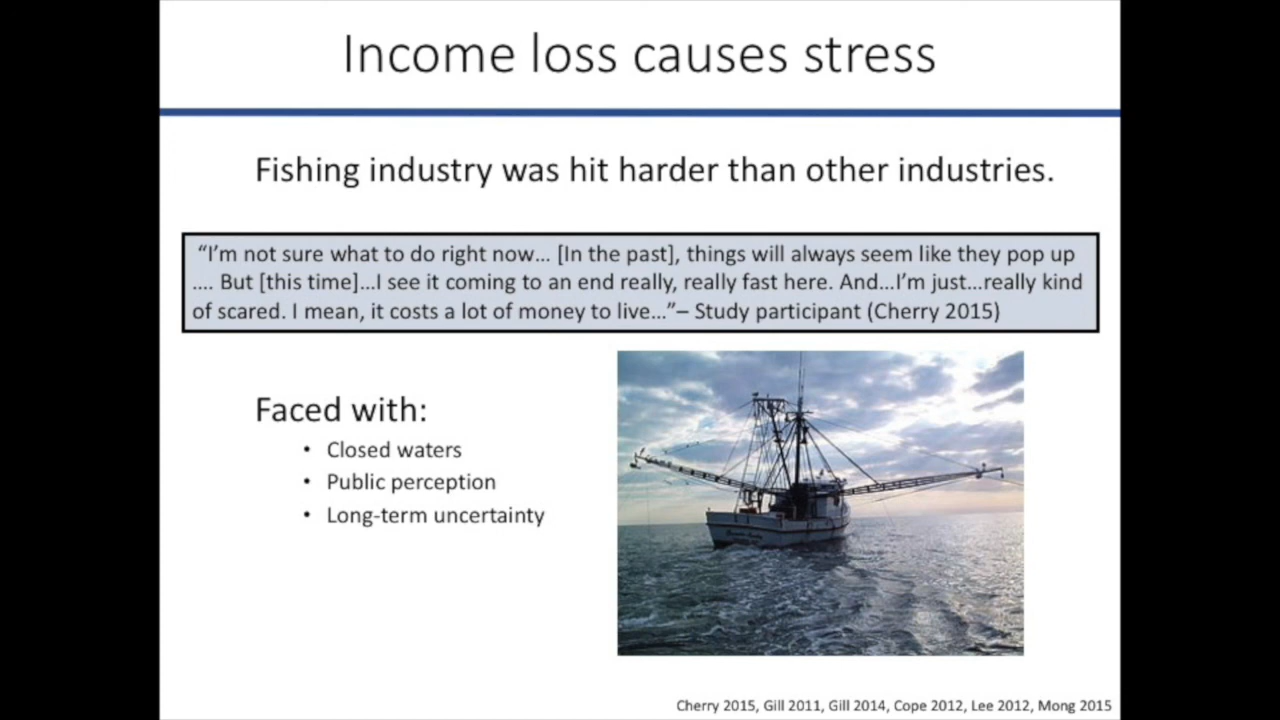 Income loss causes stress
Fishing industry was hit harder than other industries.
“I’m not sure what to do right now... [In the past], things will always seem like they pop up
.... But [this time]...I see it coming to an end really, really fast here. And...I’m just...really kind
of scared. I mean, it costs a lot of money to live...”– Study participant (Cherry 2015)
Faced with:
• Closed waters
• Public perception
• Long-term uncertainty
Cherry 2015, Gill 2011, Gill 2014, Cope 2012, Lee 2012, Mong 2015